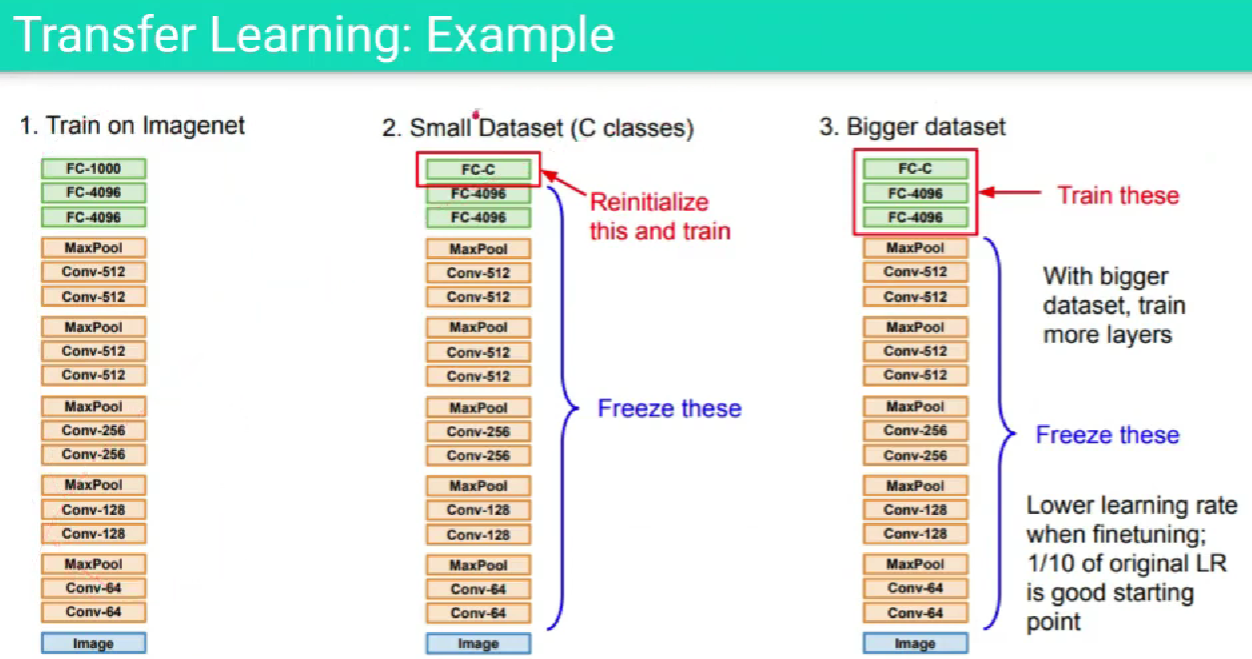 Transfer Learning: Example
1. Train on Imagenet
FC-1000
FC-4096
FC-4096
MaxPool
Conv-512
Conv-512
MaxPool
Conv-512
Conv-512
MaxPool
Conv-256
Conv-256
MaxPool
Conv-128
Conv-128
MaxPool
Conv-64
Conv-64
Image
2. Small Dataset (C classes)
FC-C
FC-4096
FC-4096
MaxPool
Conv-512
Conv-512
MaxPool
Conv-512
Conv-512
MaxPool
Conv-256
Conv-256
MaxPool
Conv-128
Conv-128
MaxPool
Conv-64
Conv-64
Image
Reinitialize
this and train
Freeze these
3. Bigger dataset
FC-C
FC-4096
FC-4096
MaxPool
Conv-512
Conv-512
MaxPool
Conv-512
Conv-512
MaxPool
Conv-256
Conv-256
MaxPool
Conv-128
Conv-128
MaxPool
Conv-64
Conv-64
Image
Train these
With bigger
dataset, train
more layers
Freeze these
Lower learning rate
when finetuning;
1/10 of original LR
is good starting
point